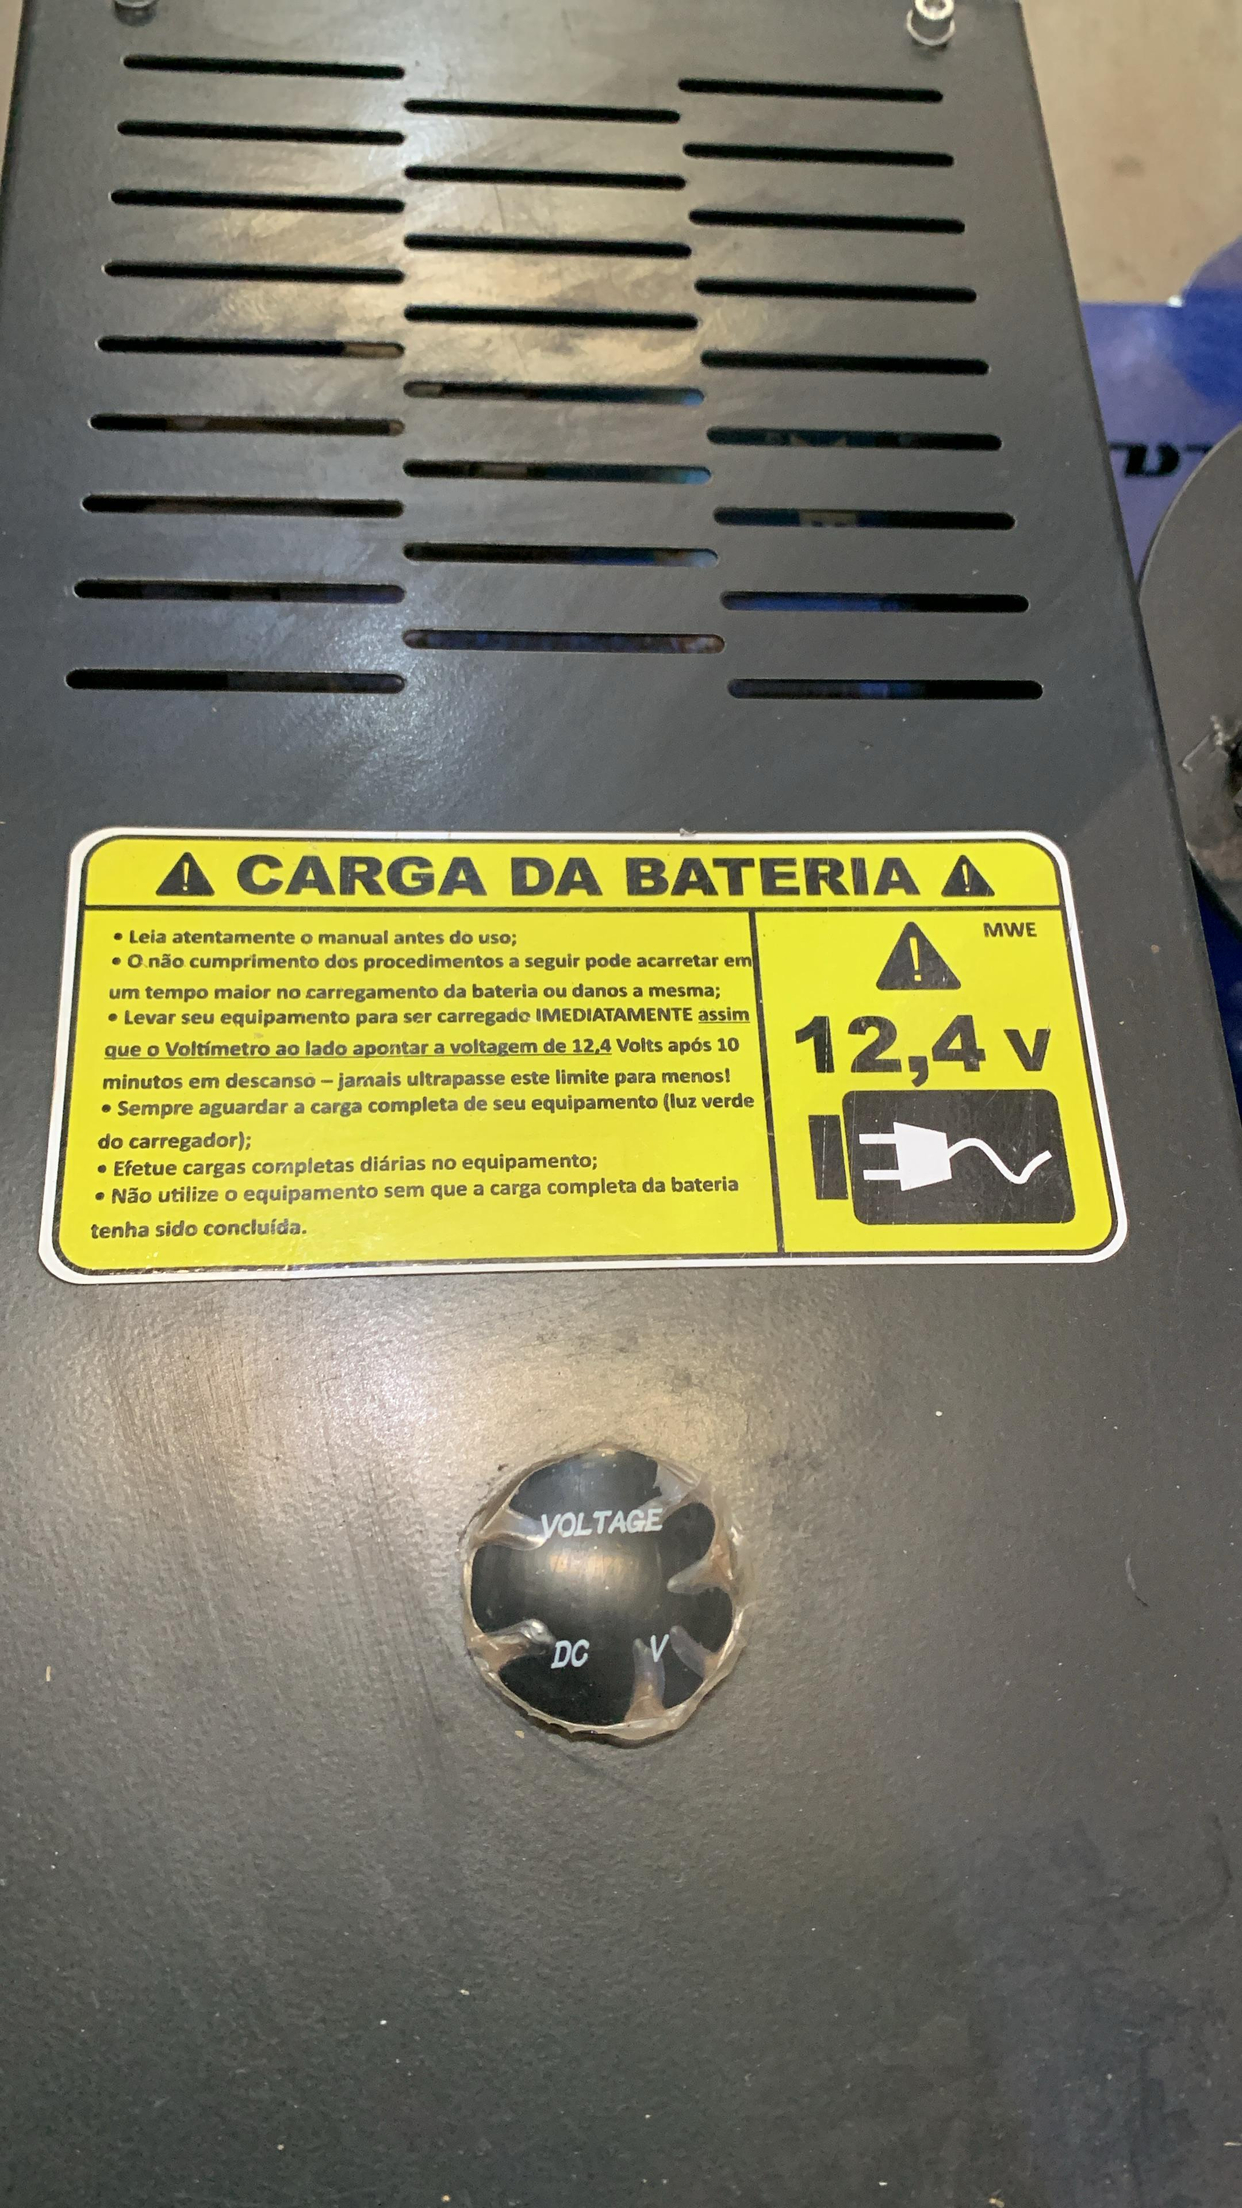 CARGA DA BATERIA
• Leia atentamente o manual antes do uso;
• O não cumprimento dos procedimentos a seguir pode acarretar em
um tempo maior no carregamento da bateria ou danos a mesma;
• Levar seu equipamento para ser carregado IMEDIATAMENTE assim
que o Voltímetro ao lado apontar a voltagem de 12,4 Volts após 10
minutos em descanso – jamais ultrapasse este limite para menos!
• Sempre aguardar a carga completa de seu equipamento (luz verde
do carregador);
• Efetue cargas completas diárias no equipamento;
• Não utilize o equipamento sem que a carga completa da bateria
tenha sido concluída.
MWE
12,4 v
VOLTAGE
DC V